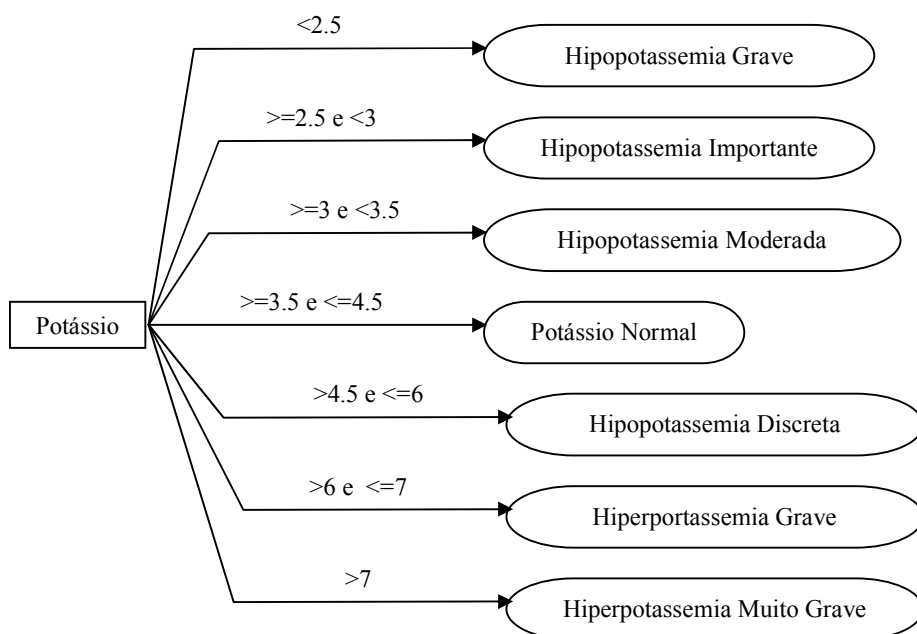 <2.5
Hipopotassemia Grave
>=2.5 e <3
Hipopotassemia Importante
>=3 e <3.5
Hipopotassemia Moderada
Potássio
>=3.5 e <=4.5
Potássio Normal
>4.5 e <=6
Hipopotassemia Discreta
>6 e <=7
Hiperportassemia Grave
>7
Hiperpotassemia Muito Grave